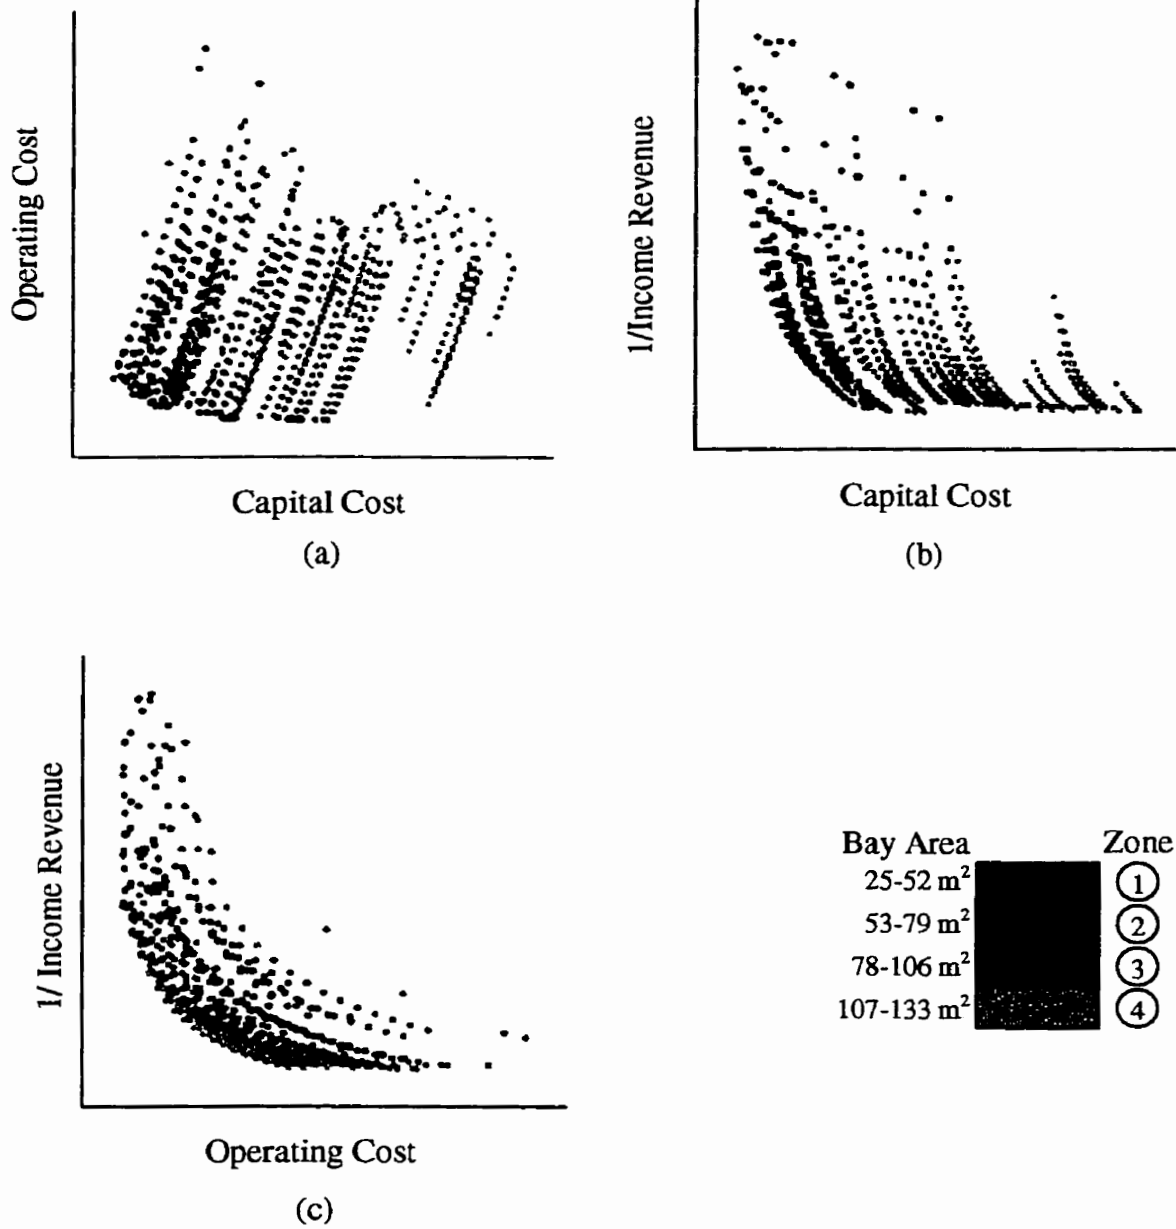 Operating Cost
Capital Cost
(a)
1/Income Revenue
Capital Cost
(b)
1/ Income Revenue
Operating Cost
(c)
Bay Area Zone
25-52 m² 1
53-79 m² 2
78-106 m² 3
107-133 m² 4